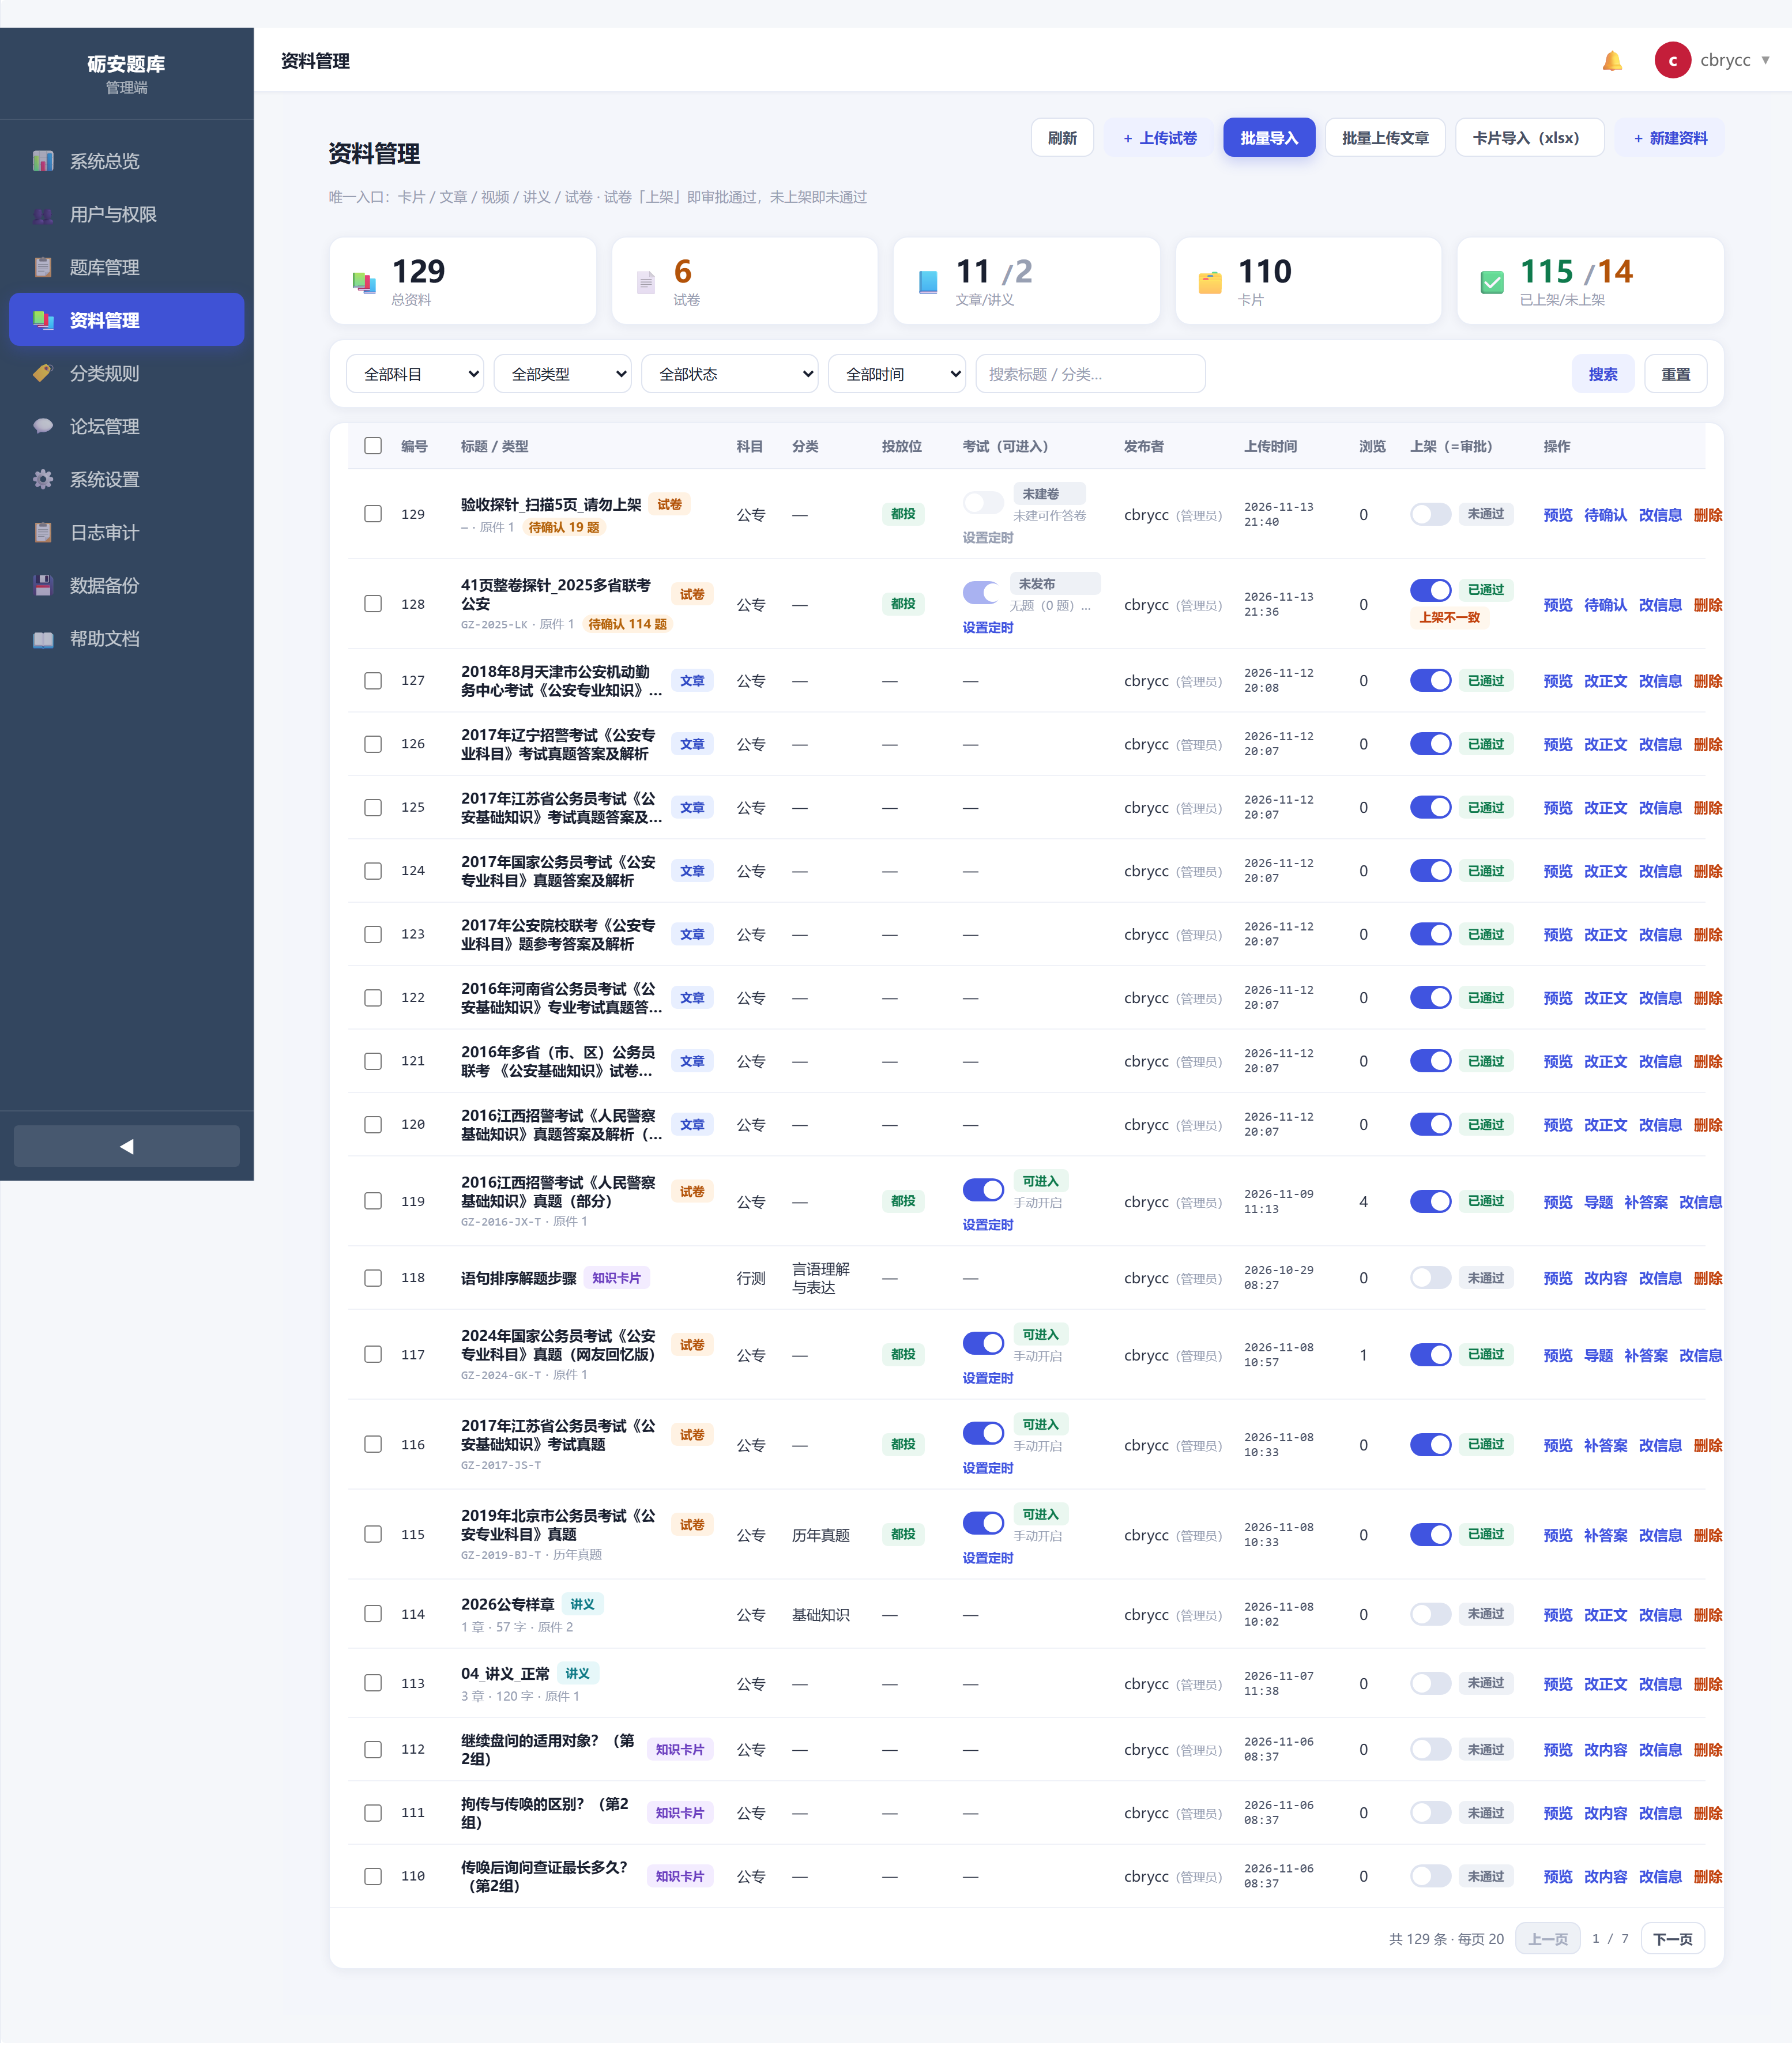 砺安题库
管理端
系统总览
用户与权限
题库管理
资料管理
分类规则
论坛管理
系统设置
日志审计
数据备份
帮助文档
◀
资料管理
c cbrycc ▼
资料管理
刷新 + 上传试卷 批量导入 批量上传文章 卡片导入（xlsx） + 新建资料
唯一入口：卡片 / 文章 / 视频 / 讲义 / 试卷 · 试卷「上架」即审批通过，未上架即未通过
129
总资料
6
试卷
11 /2
文章/讲义
110
卡片
115 /14
已上架/未上架
全部科目 全部类型 全部状态 全部时间 搜索标题 / 分类... 搜索 重置
编号 标题 / 类型 科目 分类 投放位 考试（可进入） 发布者 上传时间 浏览 上架（=审批） 操作
129 验收探针_扫描5页_请勿上架 试卷
— · 原件 1 待确认 19 题
公专 — 都投 未建卷
未建可作答卷
设置定时
cbrycc（管理员） 2026-11-13
21:40
0 未通过 预览 待确认 改信息 删除
128 41页整卷探针_2025多省联考
公安 试卷
GZ-2025-LK · 原件 1 待确认 114 题
公专 — 都投 未发布
无题（0 题）...
设置定时
cbrycc（管理员） 2026-11-13
21:36
0 已通过
上架不一致
预览 待确认 改信息 删除
127 2018年8月天津市公安机动勤
务中心考试《公安专业知识》... 文章
公专 — — — cbrycc（管理员） 2026-11-12
20:08
0 已通过 预览 改正文 改信息 删除
126 2017年辽宁招警考试《公安专
业科目》考试真题答案及解析 文章
公专 — — — cbrycc（管理员） 2026-11-12
20:07
0 已通过 预览 改正文 改信息 删除
125 2017年江苏省公务员考试《公
安基础知识》考试真题答案及... 文章
公专 — — — cbrycc（管理员） 2026-11-12
20:07
0 已通过 预览 改正文 改信息 删除
124 2017年国家公务员考试《公安
专业科目》真题答案及解析 文章
公专 — — — cbrycc（管理员） 2026-11-12
20:07
0 已通过 预览 改正文 改信息 删除
123 2017年公安院校联考《公安专
业科目》题参考答案及解析 文章
公专 — — — cbrycc（管理员） 2026-11-12
20:07
0 已通过 预览 改正文 改信息 删除
122 2016年河南省公务员考试《公
安基础知识》专业考试真题答... 文章
公专 — — — cbrycc（管理员） 2026-11-12
20:07
0 已通过 预览 改正文 改信息 删除
121 2016年多省（市、区）公务员
联考 《公安基础知识》试卷... 文章
公专 — — — cbrycc（管理员） 2026-11-12
20:07
0 已通过 预览 改正文 改信息 删除
120 2016江西招警考试《人民警察
基础知识》真题答案及解析（... 文章
公专 — — — cbrycc（管理员） 2026-11-12
20:07
0 已通过 预览 改正文 改信息 删除
119 2016江西招警考试《人民警察
基础知识》真题（部分） 试卷
GZ-2016-JX-T · 原件 1
公专 — 都投 可进入
手动开启
设置定时
cbrycc（管理员） 2026-11-09
11:13
4 已通过 预览 导题 补答案 改信息
118 语句排序解题步骤 知识卡片
行测 言语理解
与表达
— — cbrycc（管理员） 2026-10-29
08:27
0 未通过 预览 改内容 改信息 删除
117 2024年国家公务员考试《公安
专业科目》真题（网友回忆版） 试卷
GZ-2024-GK-T · 原件 1
公专 — 都投 可进入
手动开启
设置定时
cbrycc（管理员） 2026-11-08
10:57
1 已通过 预览 导题 补答案 改信息
116 2017年江苏省公务员考试《公
安基础知识》考试真题 试卷
GZ-2017-JS-T
公专 — 都投 可进入
手动开启
设置定时
cbrycc（管理员） 2026-11-08
10:33
0 已通过 预览 补答案 改信息 删除
115 2019年北京市公务员考试《公
安专业科目》真题 试卷
GZ-2019-BJ-T · 历年真题
公专 历年真题 都投 可进入
手动开启
设置定时
cbrycc（管理员） 2026-11-08
10:33
0 已通过 预览 补答案 改信息 删除
114 2026公专样章 讲义
1 章 · 57 字 · 原件 2
公专 基础知识 — — cbrycc（管理员） 2026-11-08
10:02
0 未通过 预览 改正文 改信息 删除
113 04_讲义_正常 讲义
3 章 · 120 字 · 原件 1
公专 — — — cbrycc（管理员） 2026-11-07
11:38
0 未通过 预览 改正文 改信息 删除
112 继续盘问的适用对象？（第
2组） 知识卡片
公专 — — — cbrycc（管理员） 2026-11-06
08:37
0 未通过 预览 改内容 改信息 删除
111 拘传与传唤的区别？（第2
组） 知识卡片
公专 — — — cbrycc（管理员） 2026-11-06
08:37
0 未通过 预览 改内容 改信息 删除
110 传唤后询问查证最长多久？
（第2组） 知识卡片
公专 — — — cbrycc（管理员） 2026-11-06
08:37
0 未通过 预览 改内容 改信息 删除
共 129 条 · 每页 20 上一页 1 / 7 下一页